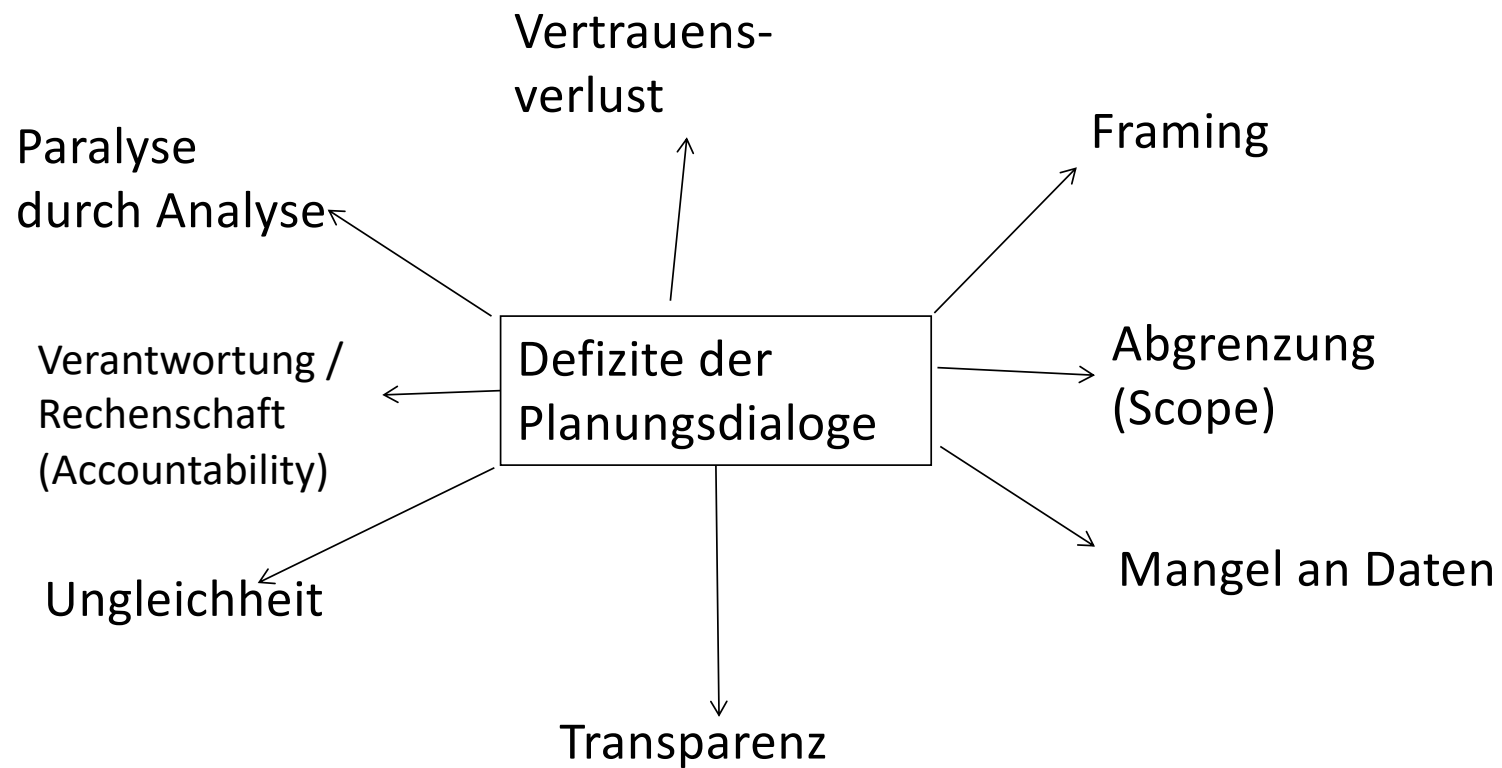 Vertrauens-
verlust
Framing
Paralyse
durch Analyse
Verantwortung /
Rechenschaft
(Accountability)
Defizite der
Planungsdialoge
Abgrenzung
(Scope)
Mangel an Daten
Ungleichheit
Transparenz